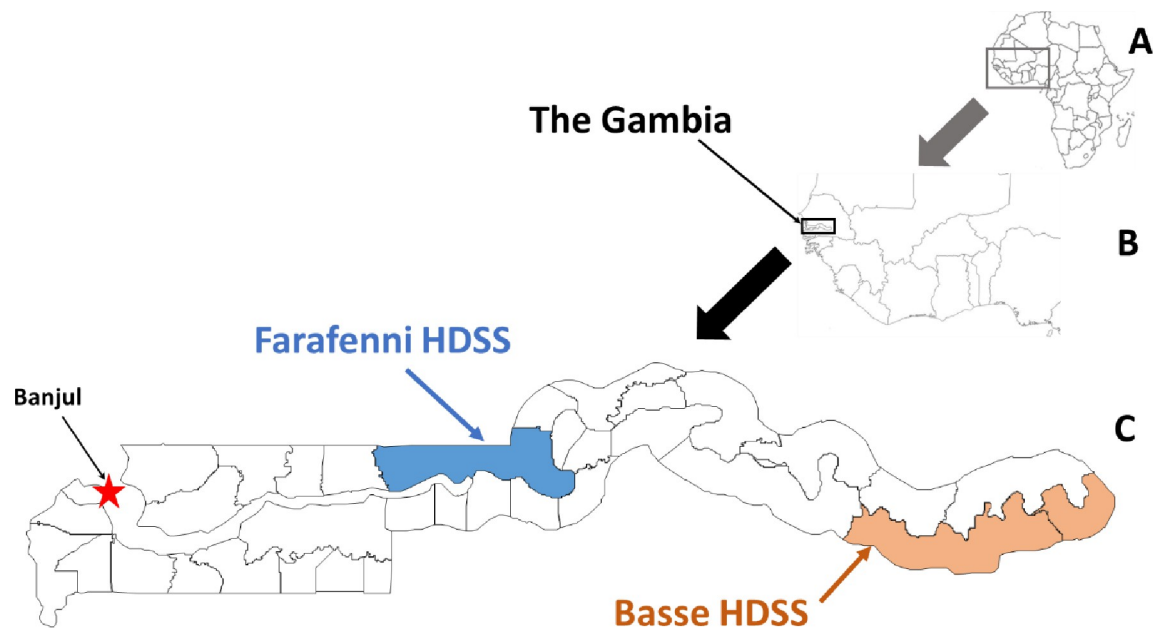 A
The Gambia
B
Farafenni HDSS
Banjul
C
Basse HDSS